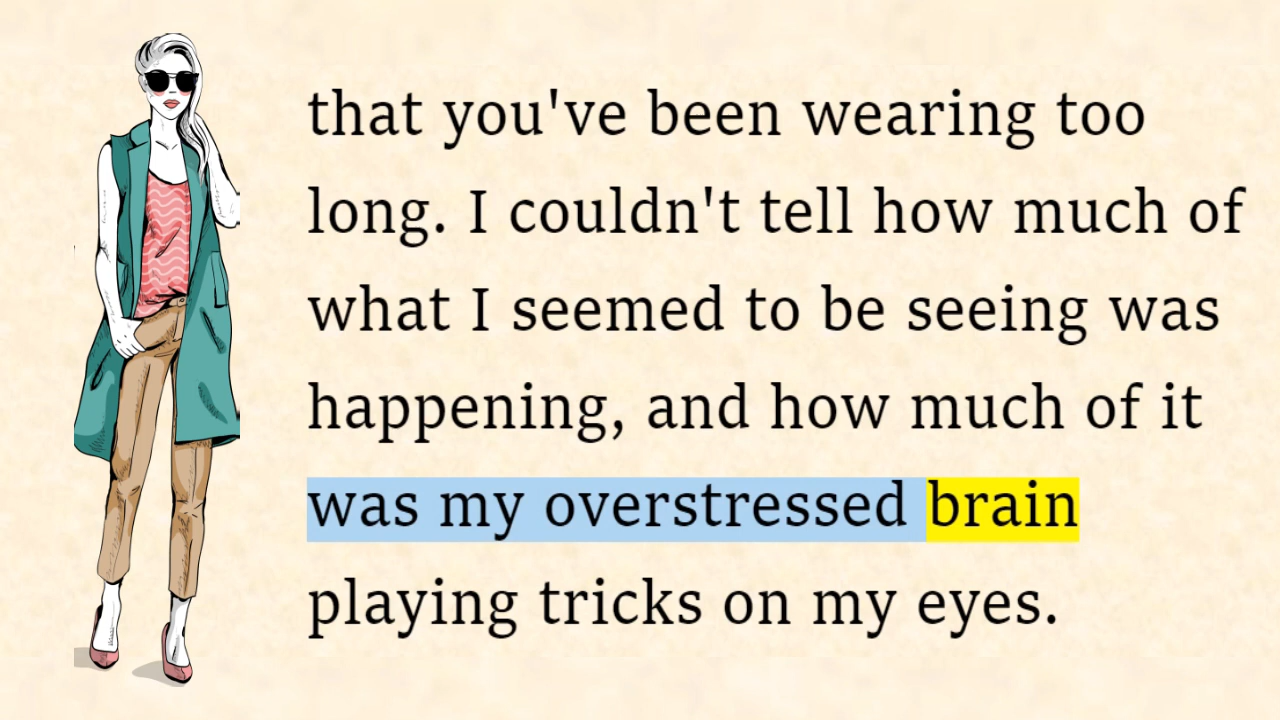 that you've been wearing too
long. I couldn't tell how much of
what I seemed to be seeing was
happening, and how much of it
was my overstressed brain
playing tricks on my eyes.